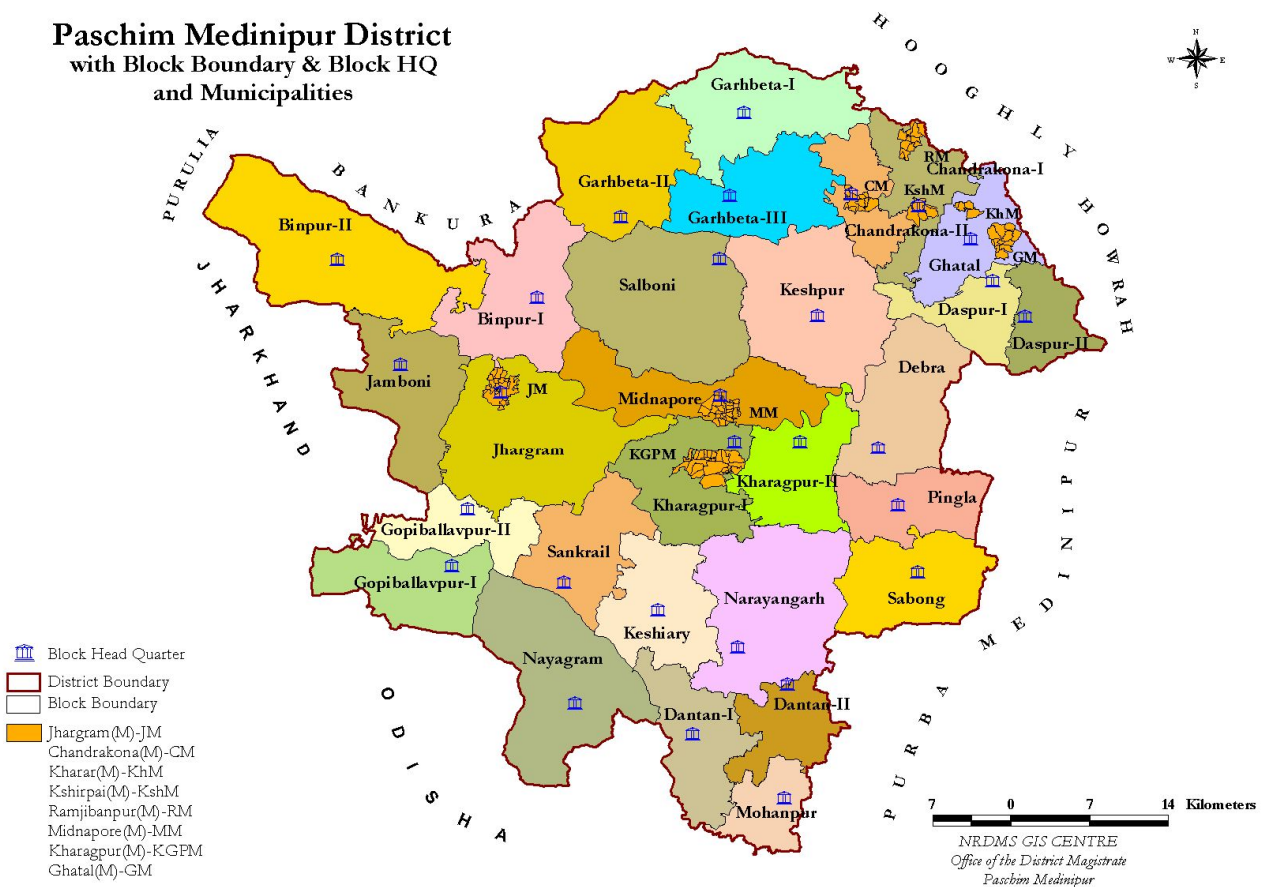 Paschim Medinipur District
with Block Boundary & Block HQ
and Municipalities
HOOGHLY
N
W E
S
PURULIA
BANKURA
HOWRAH
JHARKHAND
Garhbeta-I
RM
Chandrakona-I
Garhbeta-II
CM
KshM
Garhbeta-III
KhM
Binpur-II
Chandrakona-II
GM
Ghatal
Salboni
Keshpur
Daspur-I
Binpur-I
Daspur-II
Debra
Jamboni
JM
Midnapore
MM
Jhargram
KGPM
Kharagpur-II
Pingla
Kharagpur-I
Gopiballavpur-II
Sankrail
Gopiballavpur-I
Narayangarh
Sabong
Keshiary
Nayagram
Dantan-II
Dantan-I
Mohanpur
PURBA MEDINIPUR
ODISHA
Block Head Quarter
District Boundary
Block Boundary
Jhargram(M)-JM
Chandrakona(M)-CM
Kharar(M)-KhM
Kshirpai(M)-KshM
Ramjibanpur(M)-RM
Midnapore(M)-MM
Kharagpur(M)-KGPM
Ghatal(M)-GM
7 0 7 14 Kilometers
NRDMS GIS CENTRE
Office of the District Magistrate
Paschim Medinipur